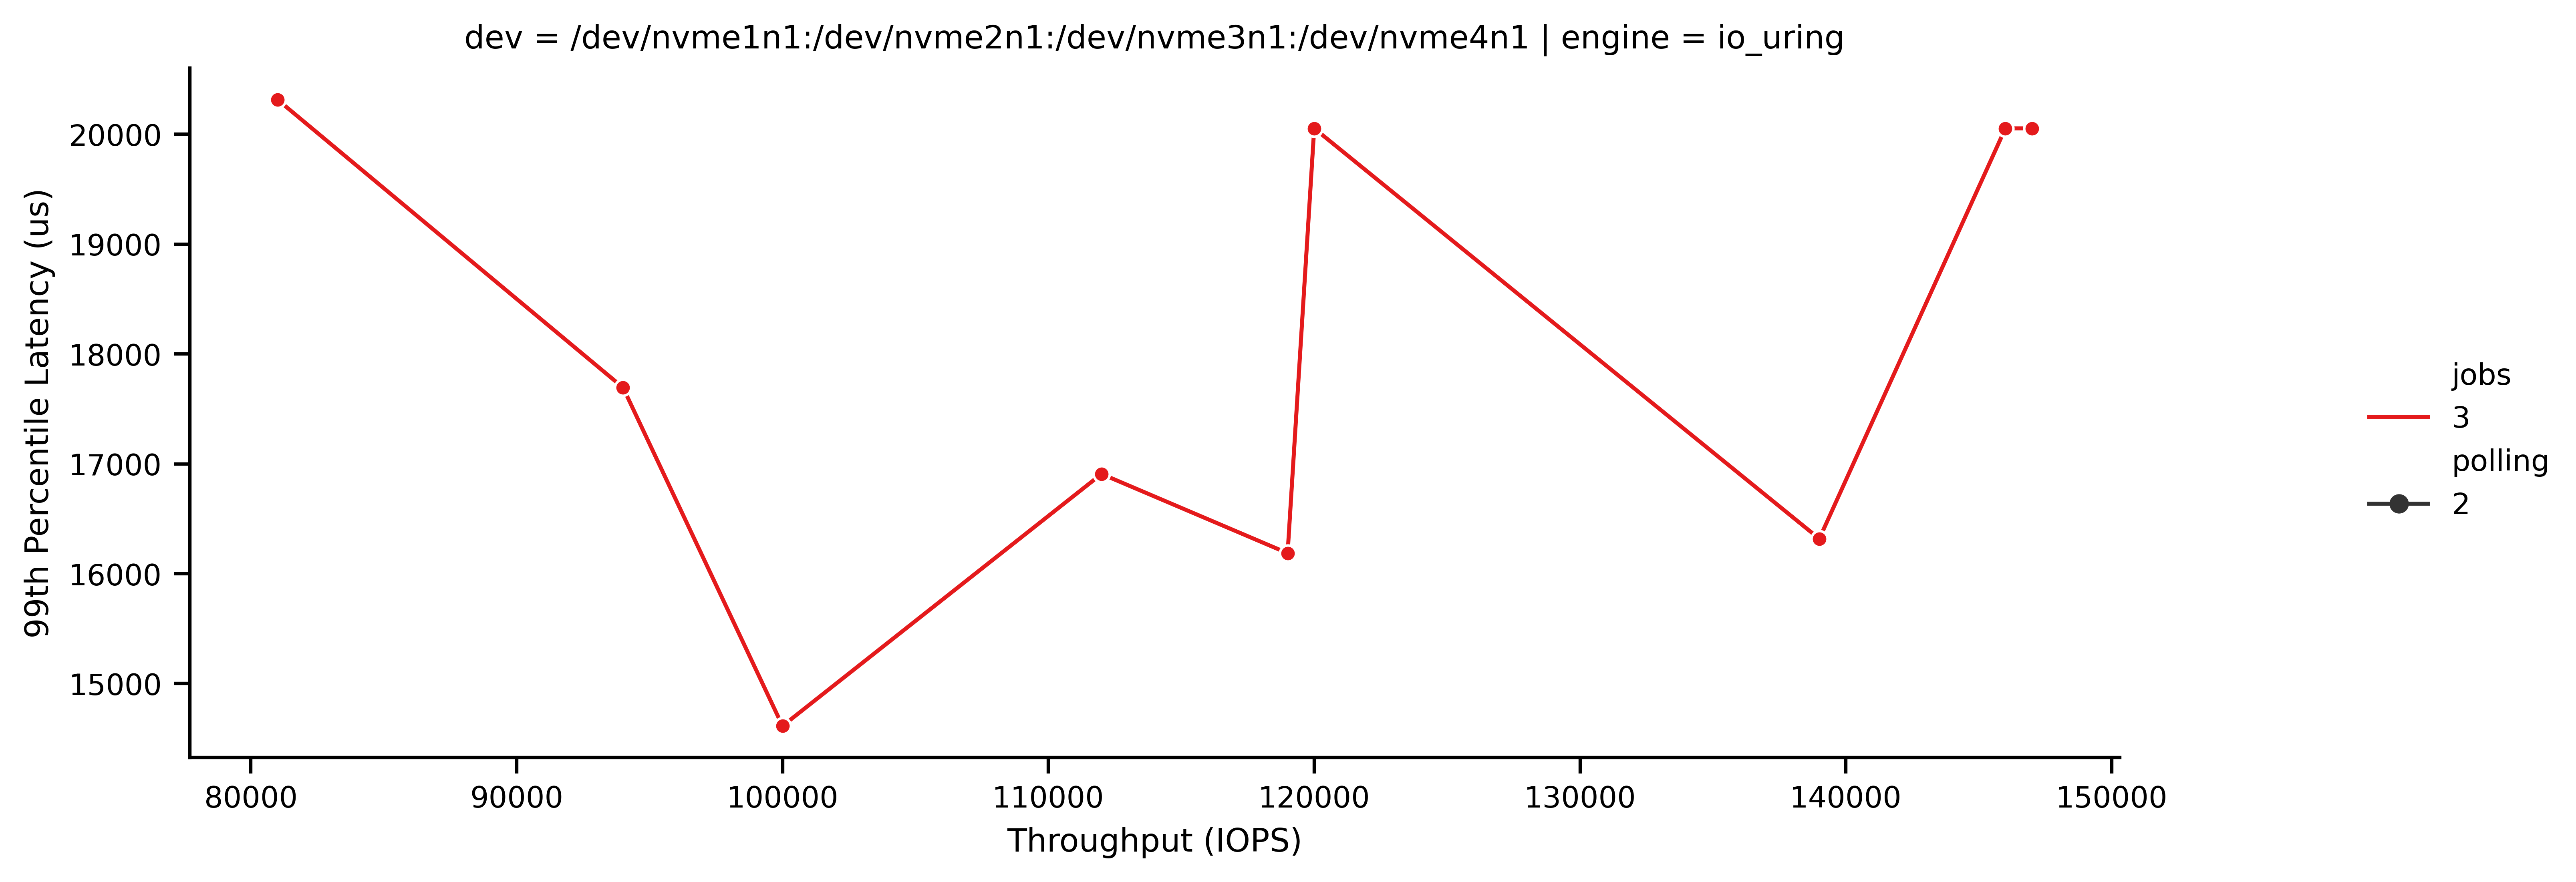 dev = /dev/nvme1n1:/dev/nvme2n1:/dev/nvme3n1:/dev/nvme4n1 | engine = io_uring
99th Percentile Latency (us)
20000
19000
18000
17000
16000
15000
80000 90000 100000 110000 120000 130000 140000 150000
Throughput (IOPS)
jobs
3
polling
2